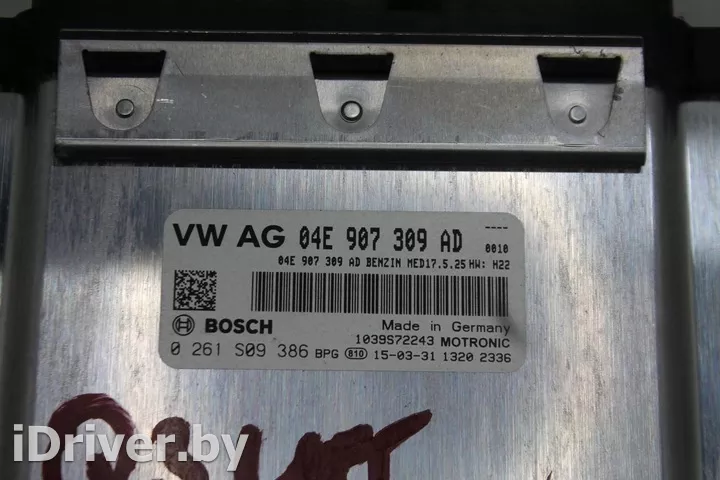 VW AG 04E 907 309 AD ----
0010
04E 907 309 AD BENZIN MED17.5.25 HW: H22
BOSCH Made in Germany
1039S72243 MOTRONIC
0 261 S09 386 BPG 810 15-03-31 1320 2336
iDriver.by